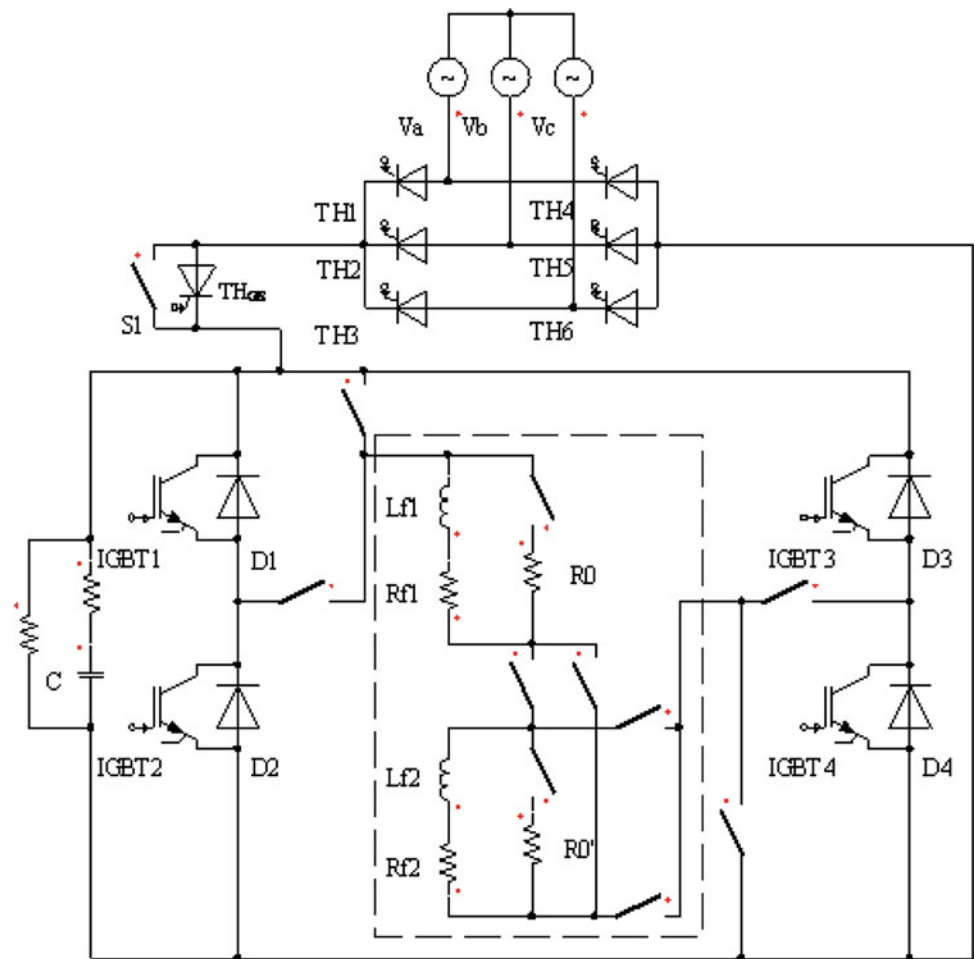 Va Vb Vc
TH1 TH4
TH2 TH5
TH3 TH6
S1 THGE
Lf1
Rf1 R0
IGBT1 D1 IGBT3 D3
C
IGBT2 D2 IGBT4 D4
Lf2
Rf2 R0'